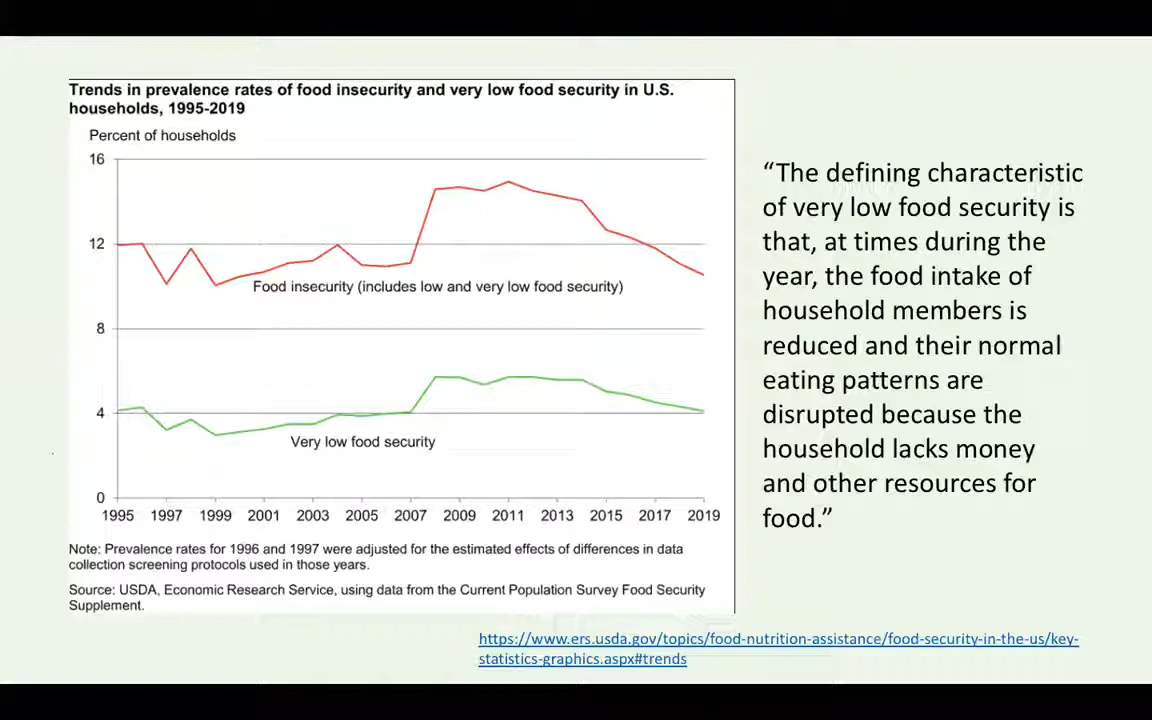 Trends in prevalence rates of food insecurity and very low food security in U.S.
households, 1995-2019
Percent of households
16
12
8
4
0
Food insecurity (includes low and very low food security)
Very low food security
1995 1997 1999 2001 2003 2005 2007 2009 2011 2013 2015 2017 2019
Note: Prevalence rates for 1996 and 1997 were adjusted for the estimated effects of differences in data
collection screening protocols used in those years.
Source: USDA, Economic Research Service, using data from the Current Population Survey Food Security
Supplement.
“The defining characteristic
of very low food security is
that, at times during the
year, the food intake of
household members is
reduced and their normal
eating patterns are
disrupted because the
household lacks money
and other resources for
food.”
https://www.ers.usda.gov/topics/food-nutrition-assistance/food-security-in-the-us/key-
statistics-graphics.aspx#trends